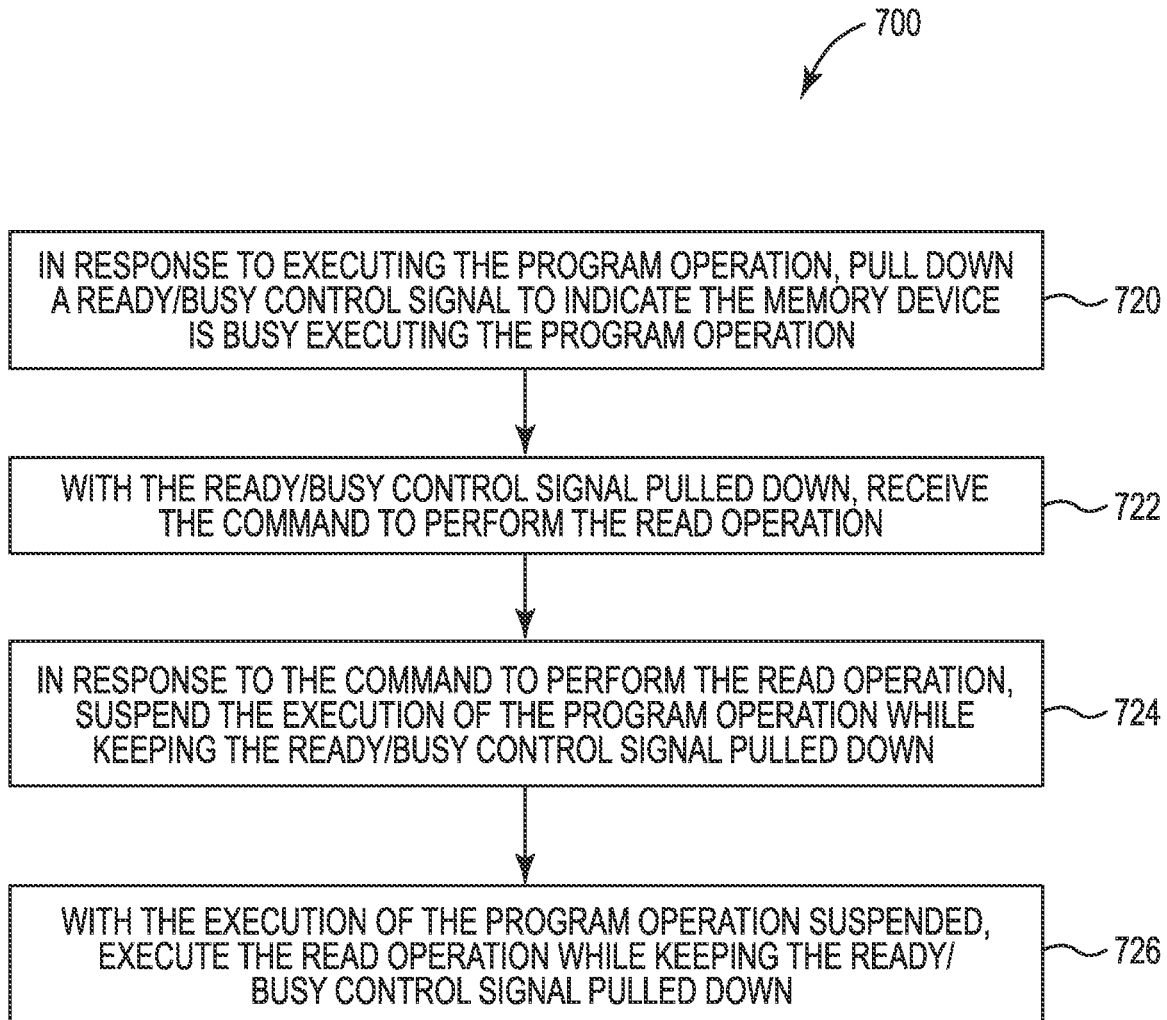 700
IN RESPONSE TO EXECUTING THE PROGRAM OPERATION, PULL DOWN
A READY/BUSY CONTROL SIGNAL TO INDICATE THE MEMORY DEVICE
IS BUSY EXECUTING THE PROGRAM OPERATION
720
WITH THE READY/BUSY CONTROL SIGNAL PULLED DOWN, RECEIVE
THE COMMAND TO PERFORM THE READ OPERATION
722
IN RESPONSE TO THE COMMAND TO PERFORM THE READ OPERATION,
SUSPEND THE EXECUTION OF THE PROGRAM OPERATION WHILE
KEEPING THE READY/BUSY CONTROL SIGNAL PULLED DOWN
724
WITH THE EXECUTION OF THE PROGRAM OPERATION SUSPENDED,
EXECUTE THE READ OPERATION WHILE KEEPING THE READY/
BUSY CONTROL SIGNAL PULLED DOWN
726